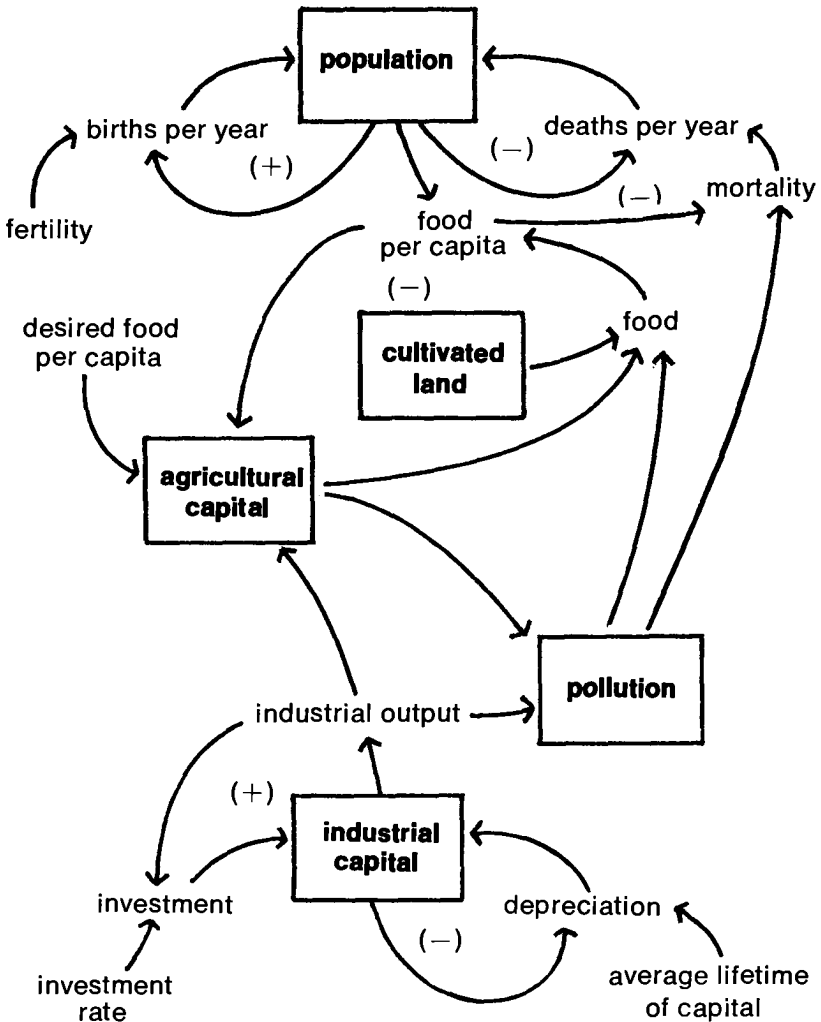 population
births per year
deaths per year
(+)
(−)
mortality
(−)
fertility
food
per capita
(−)
desired food
per capita
cultivated
land
food
agricultural
capital
pollution
industrial output
(+)
industrial
capital
investment
depreciation
(−)
investment
rate
average lifetime
of capital